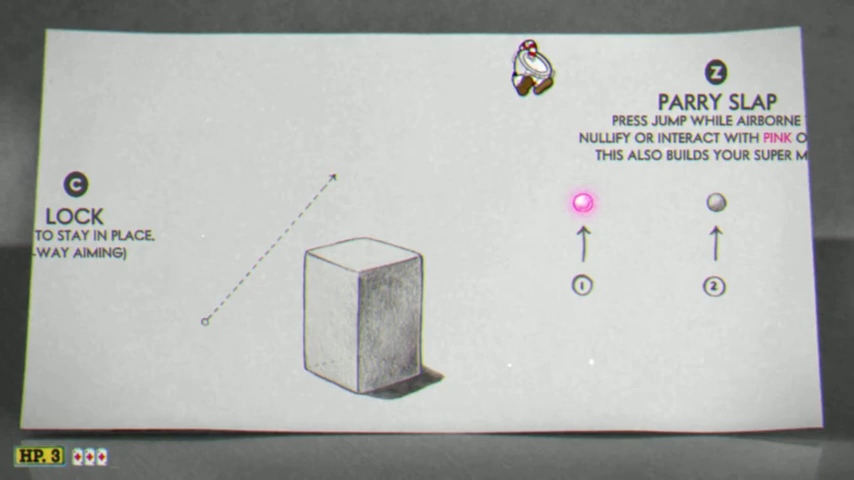 C
LOCK
TO STAY IN PLACE.
-WAY AIMING)
Z
PARRY SLAP
PRESS JUMP WHILE AIRBORNE
NULLIFY OR INTERACT WITH PINK O
THIS ALSO BUILDS YOUR SUPER M
1
2
HP. 3